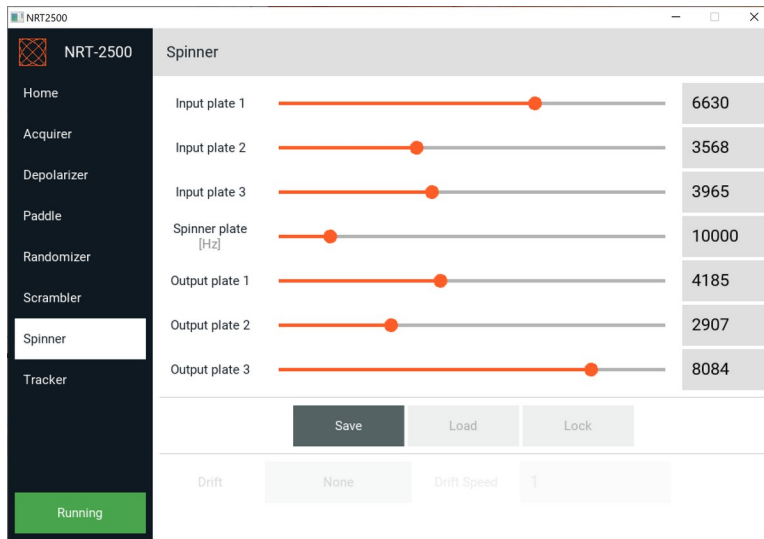 NRT2500
NRT-2500
Spinner
Home
Acquirer
Depolarizer
Paddle
Randomizer
Scrambler
Spinner
Tracker
Running
Input plate 1
6630
Input plate 2
3568
Input plate 3
3965
Spinner plate
[Hz]
10000
Output plate 1
4185
Output plate 2
2907
Output plate 3
8084
Save
Load
Lock
Drift
None
Drift Speed
1